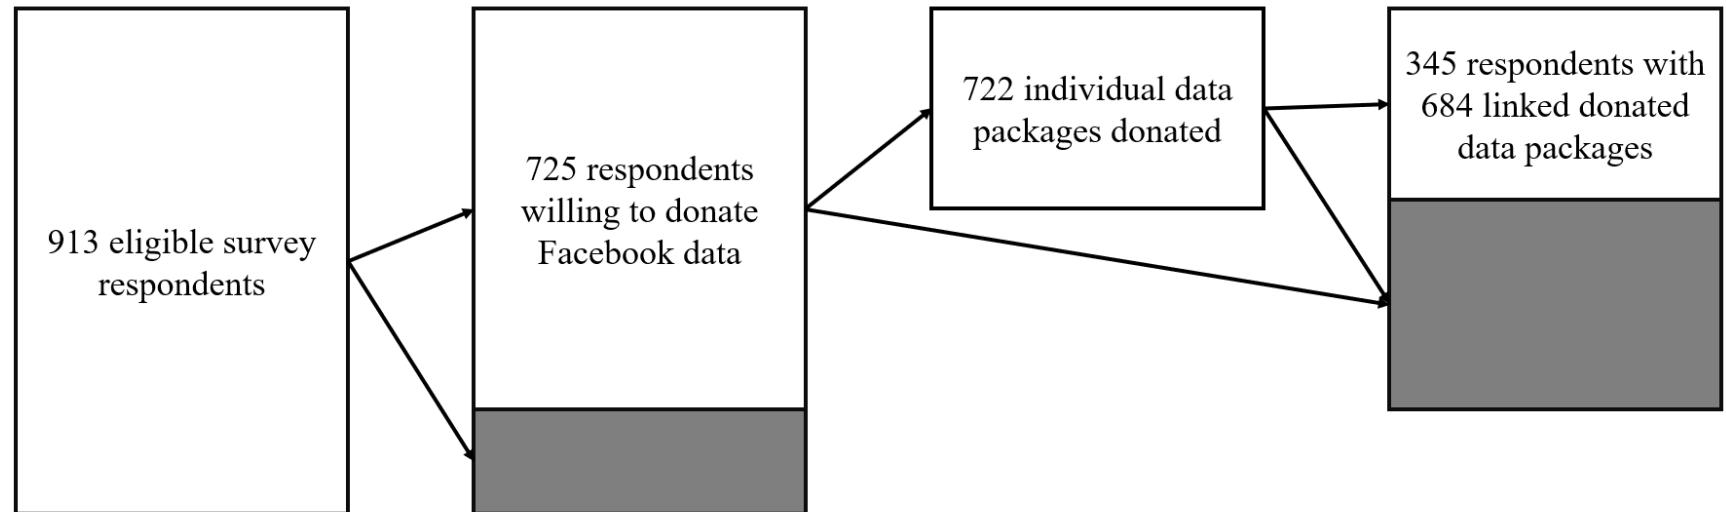 913 eligible survey
respondents
725 respondents
willing to donate
Facebook data
722 individual data
packages donated
345 respondents with
684 linked donated
data packages